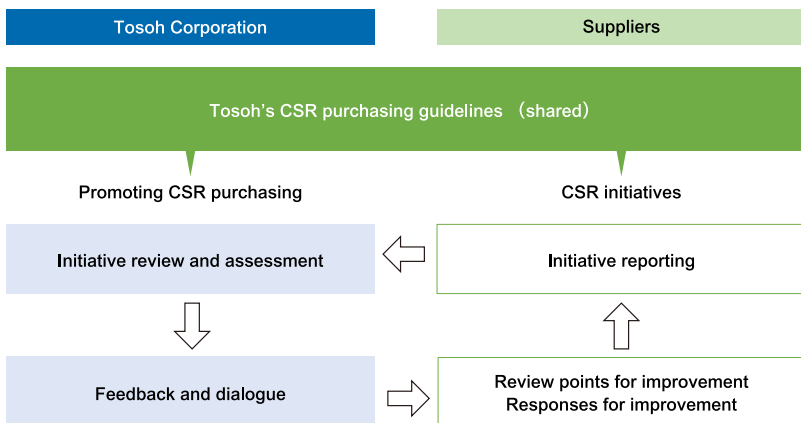 Tosoh Corporation
Suppliers
Tosoh's CSR purchasing guidelines （shared）
Promoting CSR purchasing
CSR initiatives
Initiative review and assessment
Initiative reporting
Feedback and dialogue
Review points for improvement
Responses for improvement